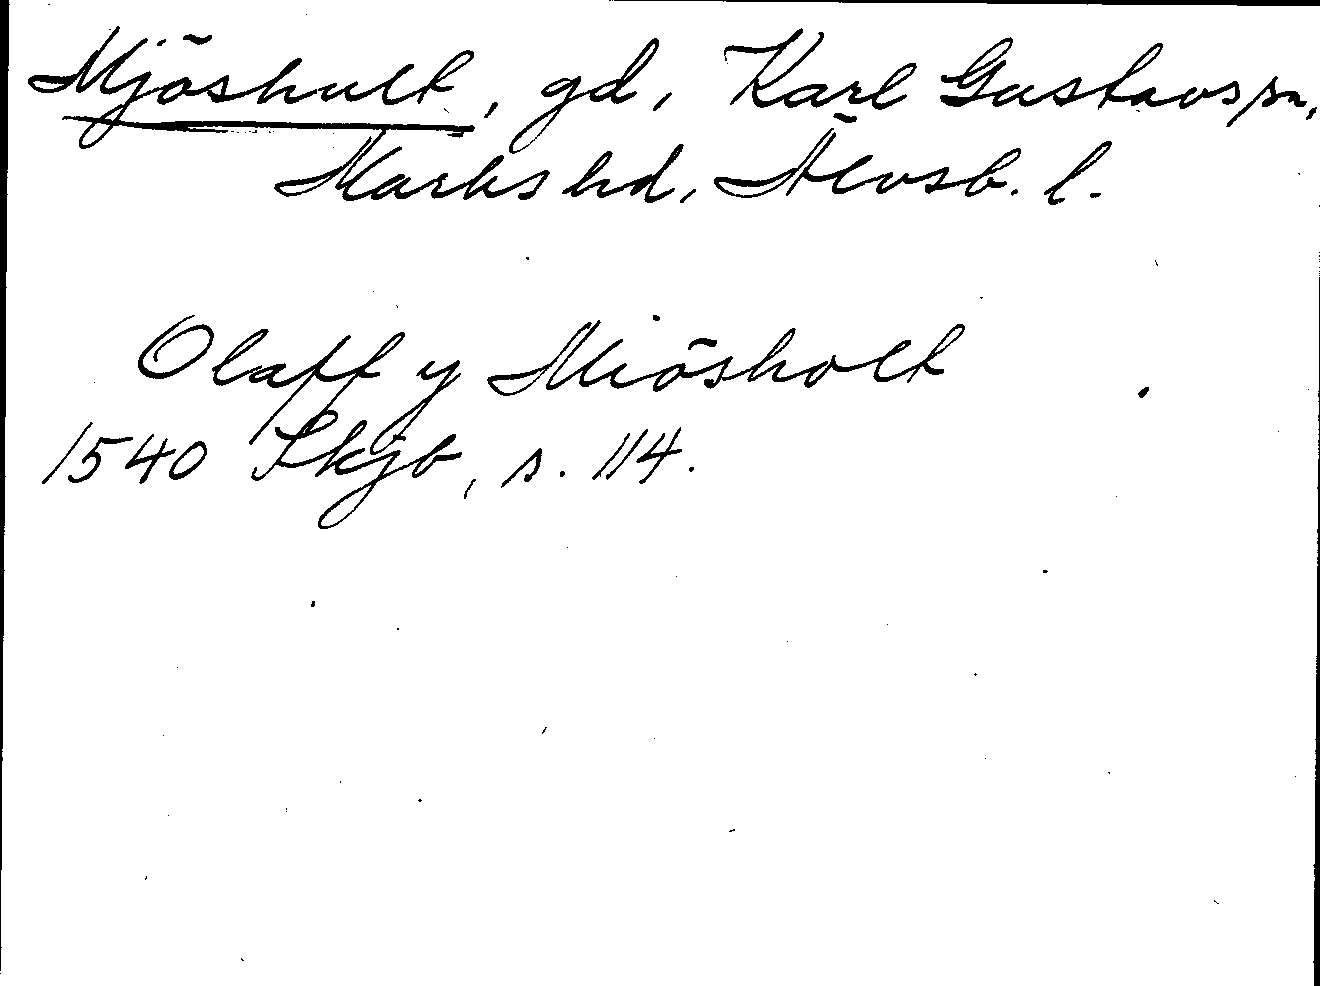 Mjöshult, gd, Karl Gustavs sn,
Marks hd, Älvsb. l.
Olaff y Miösholt
1540 Skjb, s. 114.